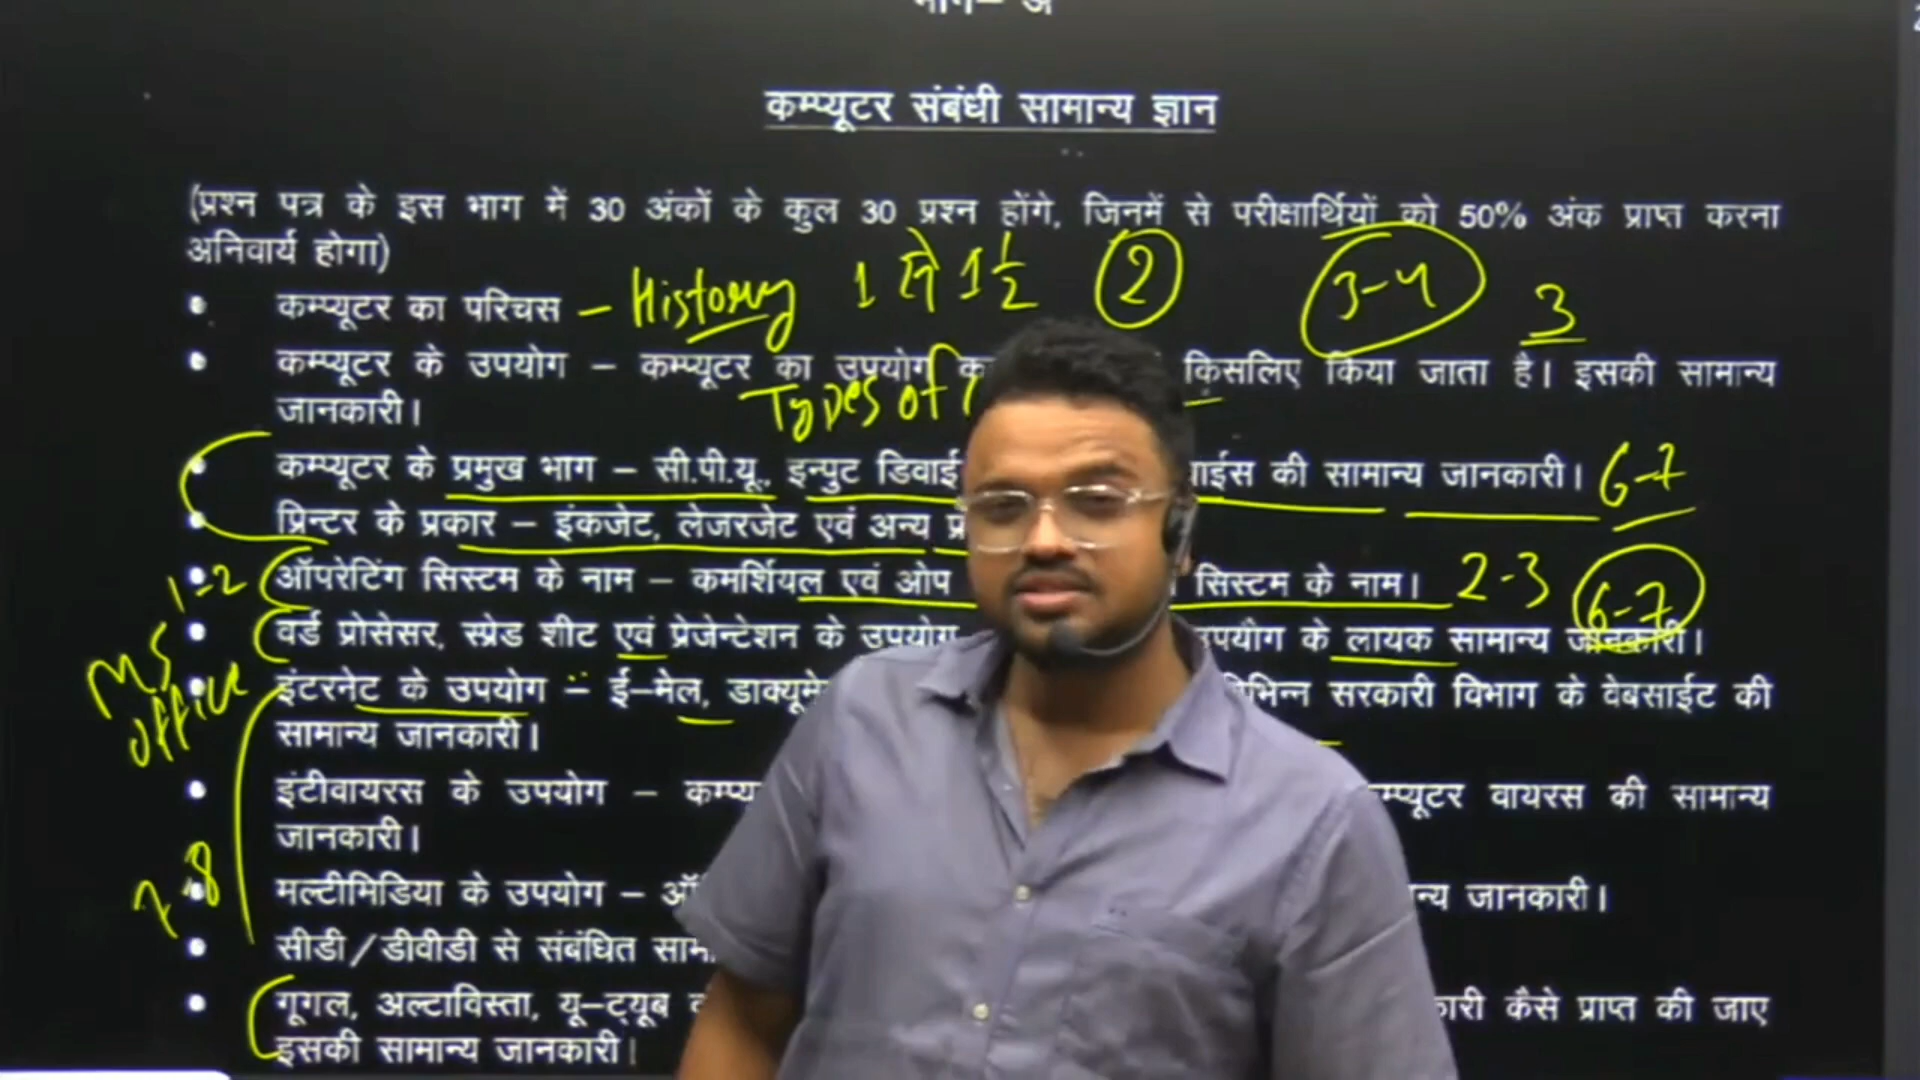 भाग– अ
कम्प्यूटर संबंधी सामान्य ज्ञान
(प्रश्न पत्र के इस भाग में 30 अंकों के कुल 30 प्रश्न होंगे, जिनमें से परीक्षार्थियों को 50% अंक प्राप्त करना
अनिवार्य होगा)
• कम्प्यूटर का परिचस – History 1 से 1 1/2 2 3-4 3
• कम्प्यूटर के उपयोग – कम्प्यूटर का उपयोग किसलिए किया जाता है। इसकी सामान्य
Types of
जानकारी।
• कम्प्यूटर के प्रमुख भाग – सी.पी.यू., इन्पुट डिवाई की सामान्य जानकारी। 6-7
• प्रिन्टर के प्रकार – इंकजेट, लेजरजेट एवं अन्य प्र
1-2 • ऑपरेटिंग सिस्टम के नाम – कमर्शियल एवं ओप सिस्टम के नाम। 2-3 6-7
• वर्ड प्रोसेसर, स्प्रेड शीट एवं प्रेजेन्टेशन के उपयोग के लायक सामान्य जानकारी।
MS
office
• इंटरनेट के उपयोग – ई–मेल, डाक्यूमे सरकारी विभाग के वेबसाईट की
सामान्य जानकारी।
• इंटीवायरस के उपयोग – कम्प्य म्प्यूटर वायरस की सामान्य
जानकारी।
7-8 • मल्टीमिडिया के उपयोग – ऑ न्य जानकारी।
• सीडी/डीवीडी से संबंधित साम
• गूगल, अल्टाविस्ता, यू–ट्यूब कारी कैसे प्राप्त की जाए
इसकी सामान्य जानकारी।